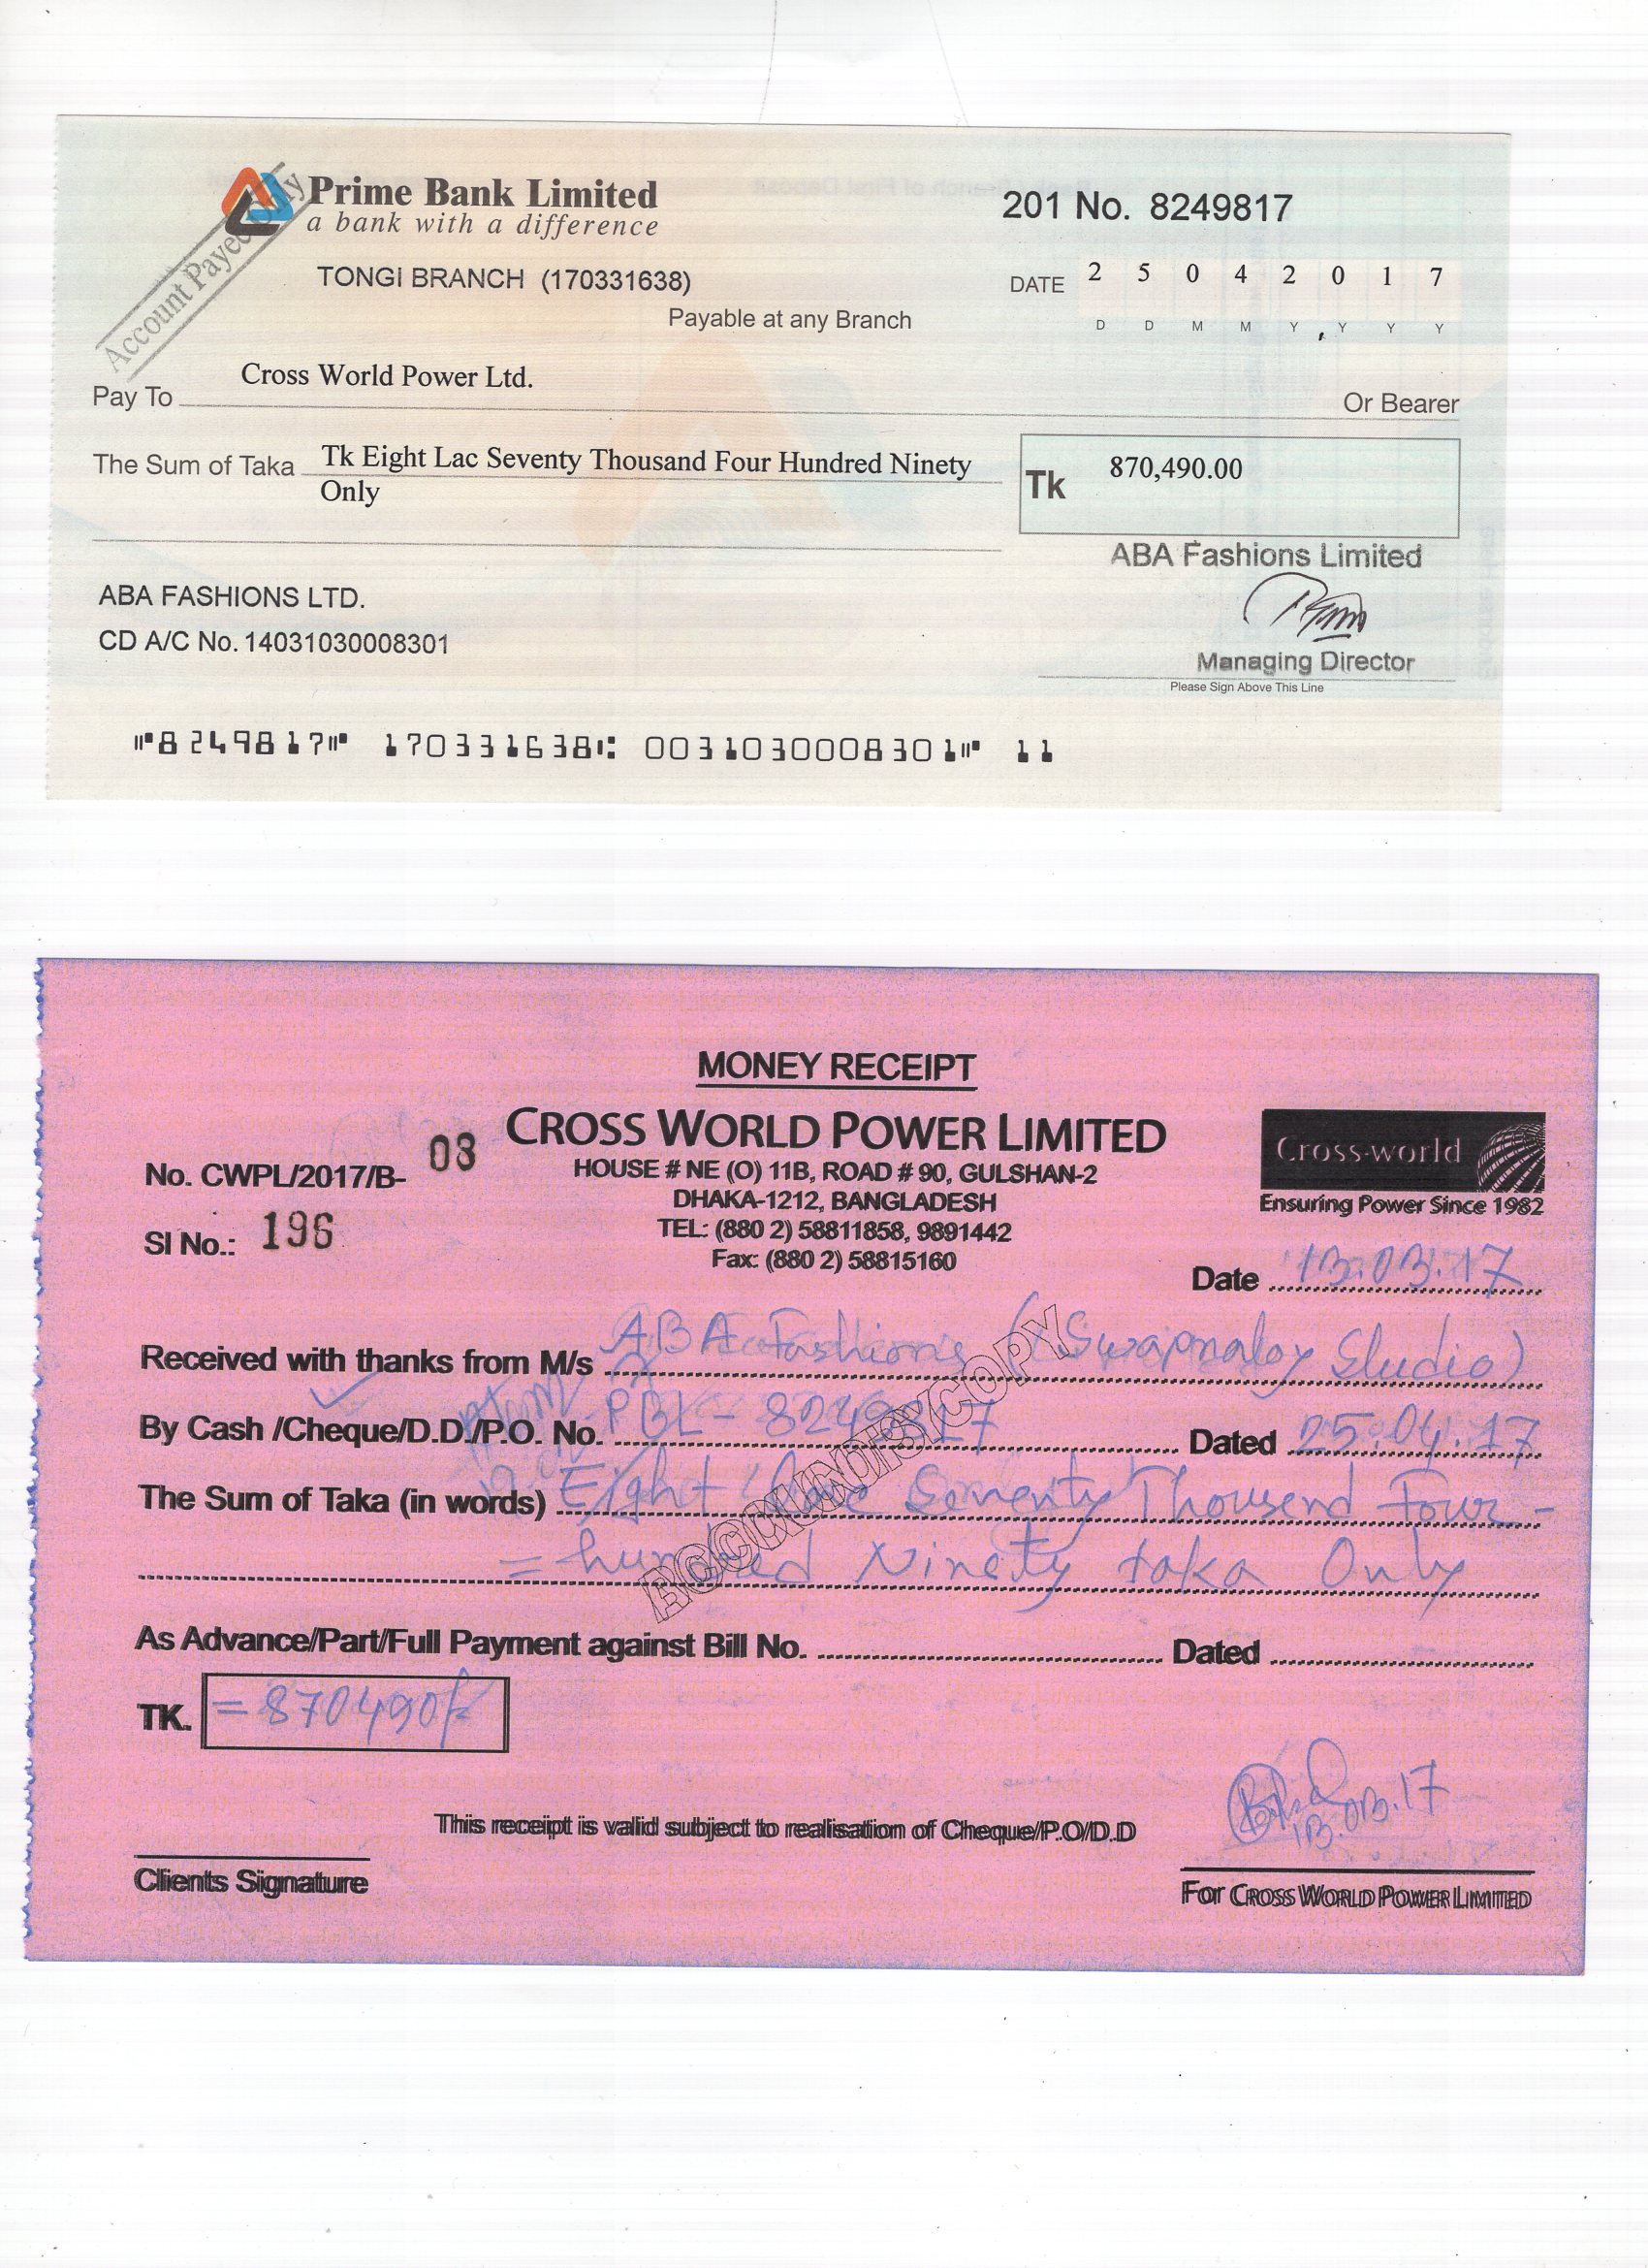 Account Payee Only
Prime Bank Limited
a bank with a difference
201 No. 8249817
TONGI BRANCH (170331638)
DATE 2 5 0 4 2 0 1 7
D D M M Y Y Y Y
Payable at any Branch
Pay To Cross World Power Ltd. Or Bearer
The Sum of Taka Tk Eight Lac Seventy Thousand Four Hundred Ninety
Only
Tk 870,490.00
ABA Fashions Limited
ABA FASHIONS LTD.
CD A/C No. 14031030008301
Managing Director
Please Sign Above This Line
⑈8249817⑈ 170331638⑆ 0031030008301⑈ 11
MONEY RECEIPT
CROSS WORLD POWER LIMITED
No. CWPL/2017/B- 03
HOUSE # NE (O) 11B, ROAD # 90, GULSHAN-2
DHAKA-1212, BANGLADESH
TEL: (880 2) 58811858, 9891442
Fax: (880 2) 58815160
Cross-world
Ensuring Power Since 1982
Sl No.: 196
Date 13.03.17
Received with thanks from M/s ABA Fashions (Swapnaloy Studio)
By Cash /Cheque/D.D./P.O. No. PBL - 8249817 Dated 25.04.17
The Sum of Taka (in words) Eight Seventy Thousend Four -
= hundred Ninety taka Only
As Advance/Part/Full Payment against Bill No. Dated
TK. = 870490/-
13.03.17
This receipt is valid subject to realisation of Cheque/P.O/D.D
Clients Signature
For CROSS WORLD POWER LIMITED